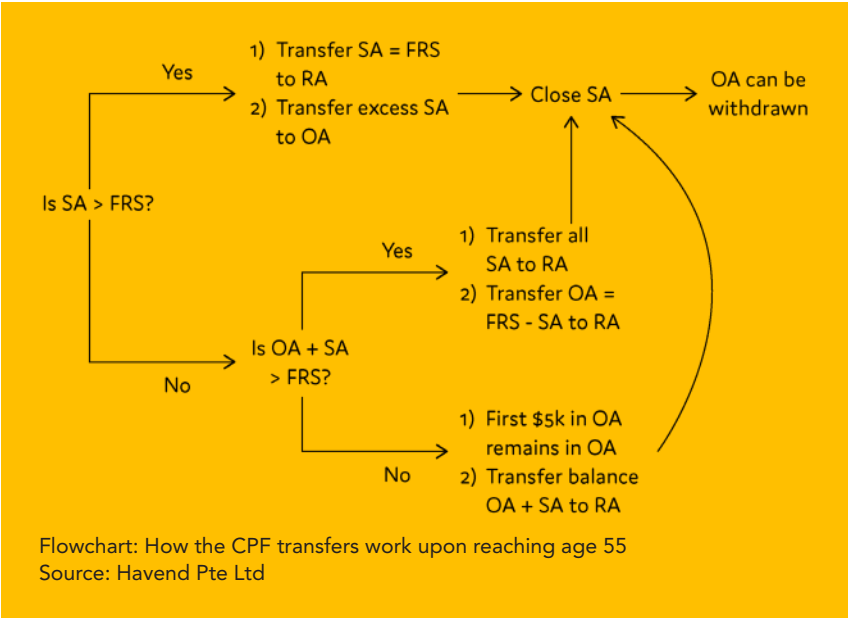 Yes
1) Transfer SA = FRS
to RA
2) Transfer excess SA
to OA
Close SA
OA can be
withdrawn
Is SA > FRS?
Yes
1) Transfer all
SA to RA
2) Transfer OA =
FRS - SA to RA
No
Is OA + SA
> FRS?
No
1) First $5k in OA
remains in OA
2) Transfer balance
OA + SA to RA
Flowchart: How the CPF transfers work upon reaching age 55
Source: Havend Pte Ltd